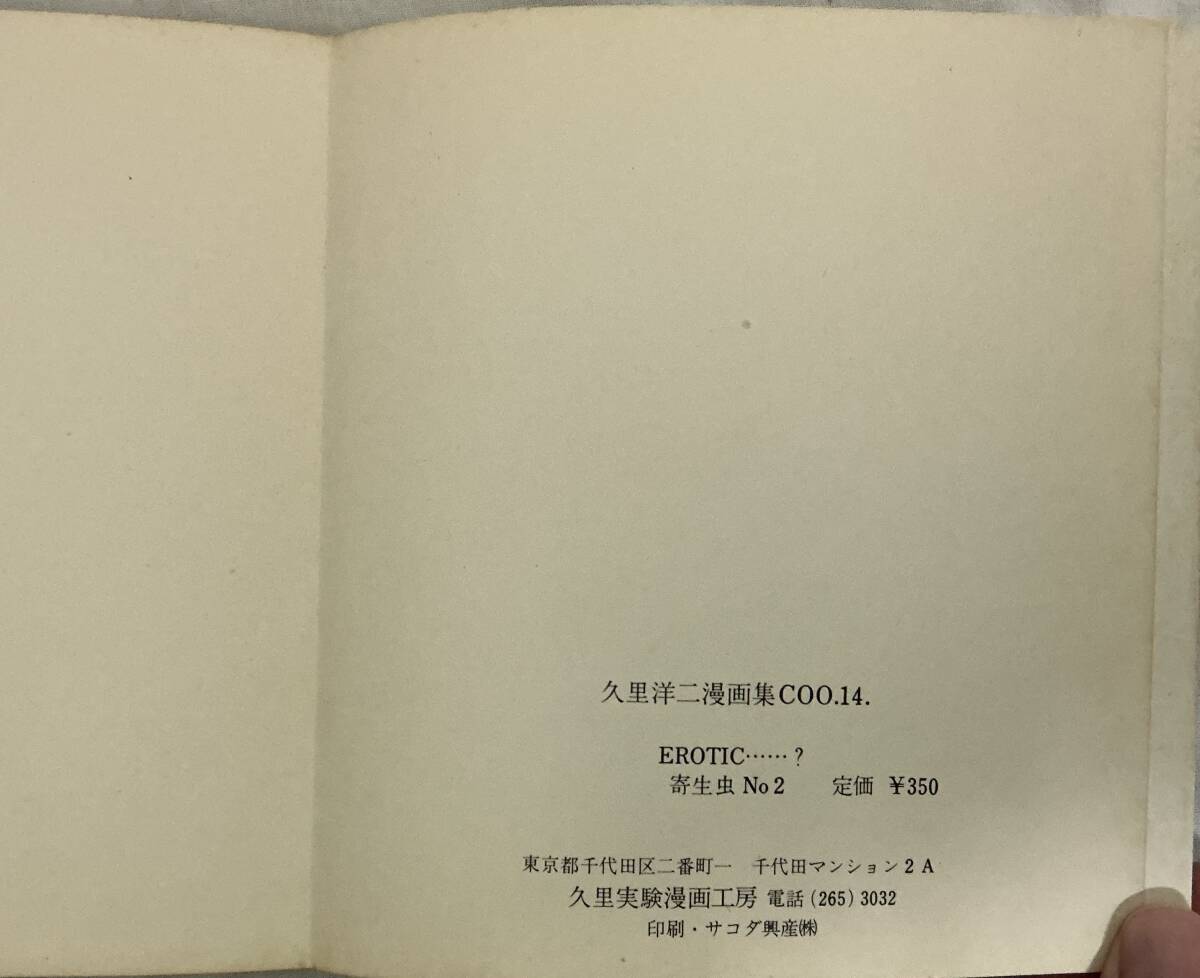 久里洋二漫画集COO.14.
EROTIC……?
寄生虫 No 2 定価 ¥350
東京都千代田区二番町一 千代田マンション2A
久里実験漫画工房 電話(265)3032
印刷・サコダ興産㈱